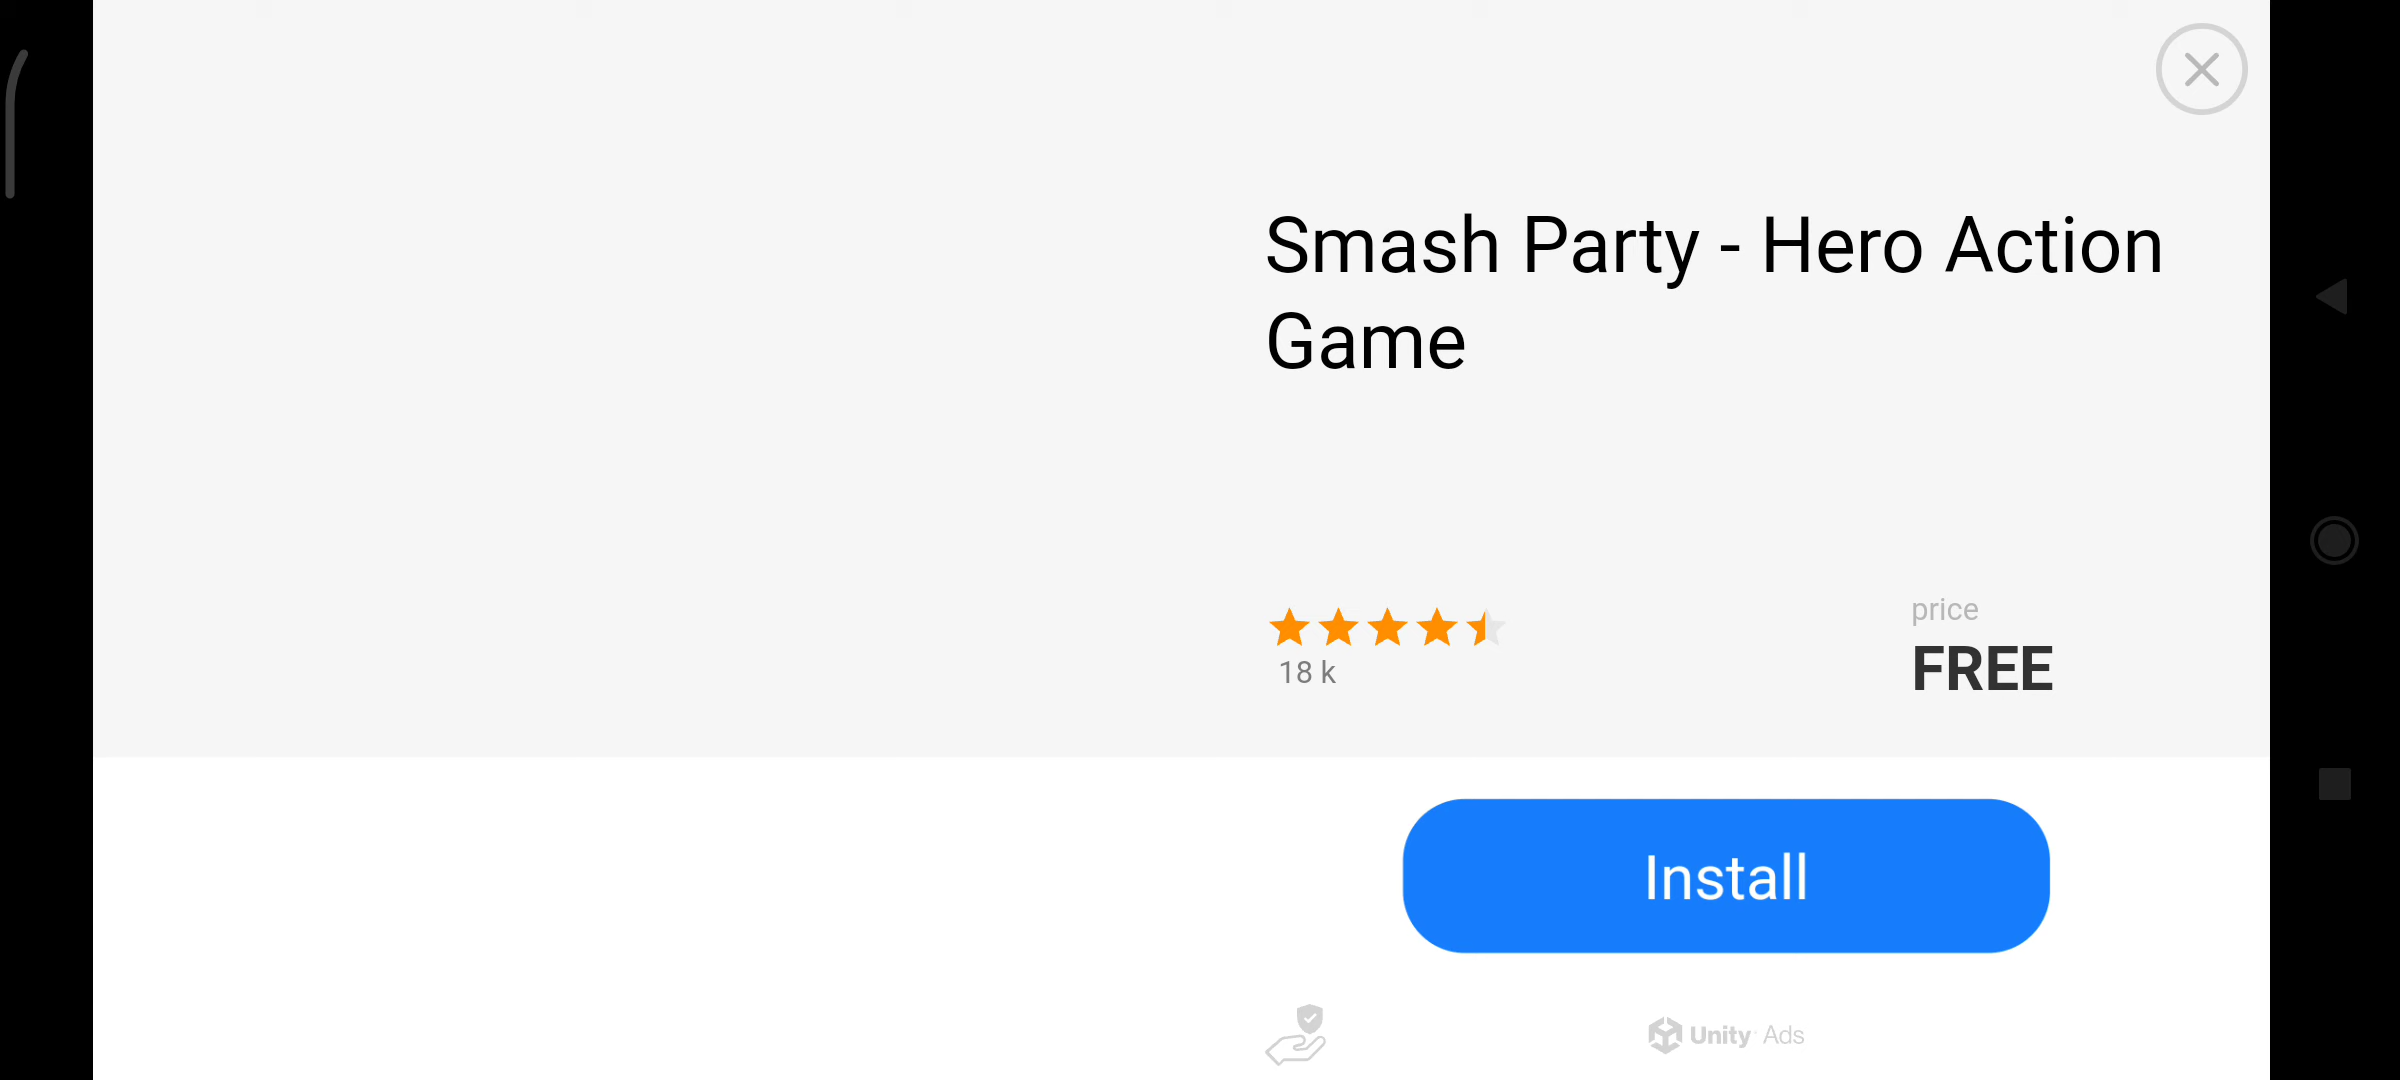 Smash Party - Hero Action
Game
18 k
price
FREE
Install
Unity Ads